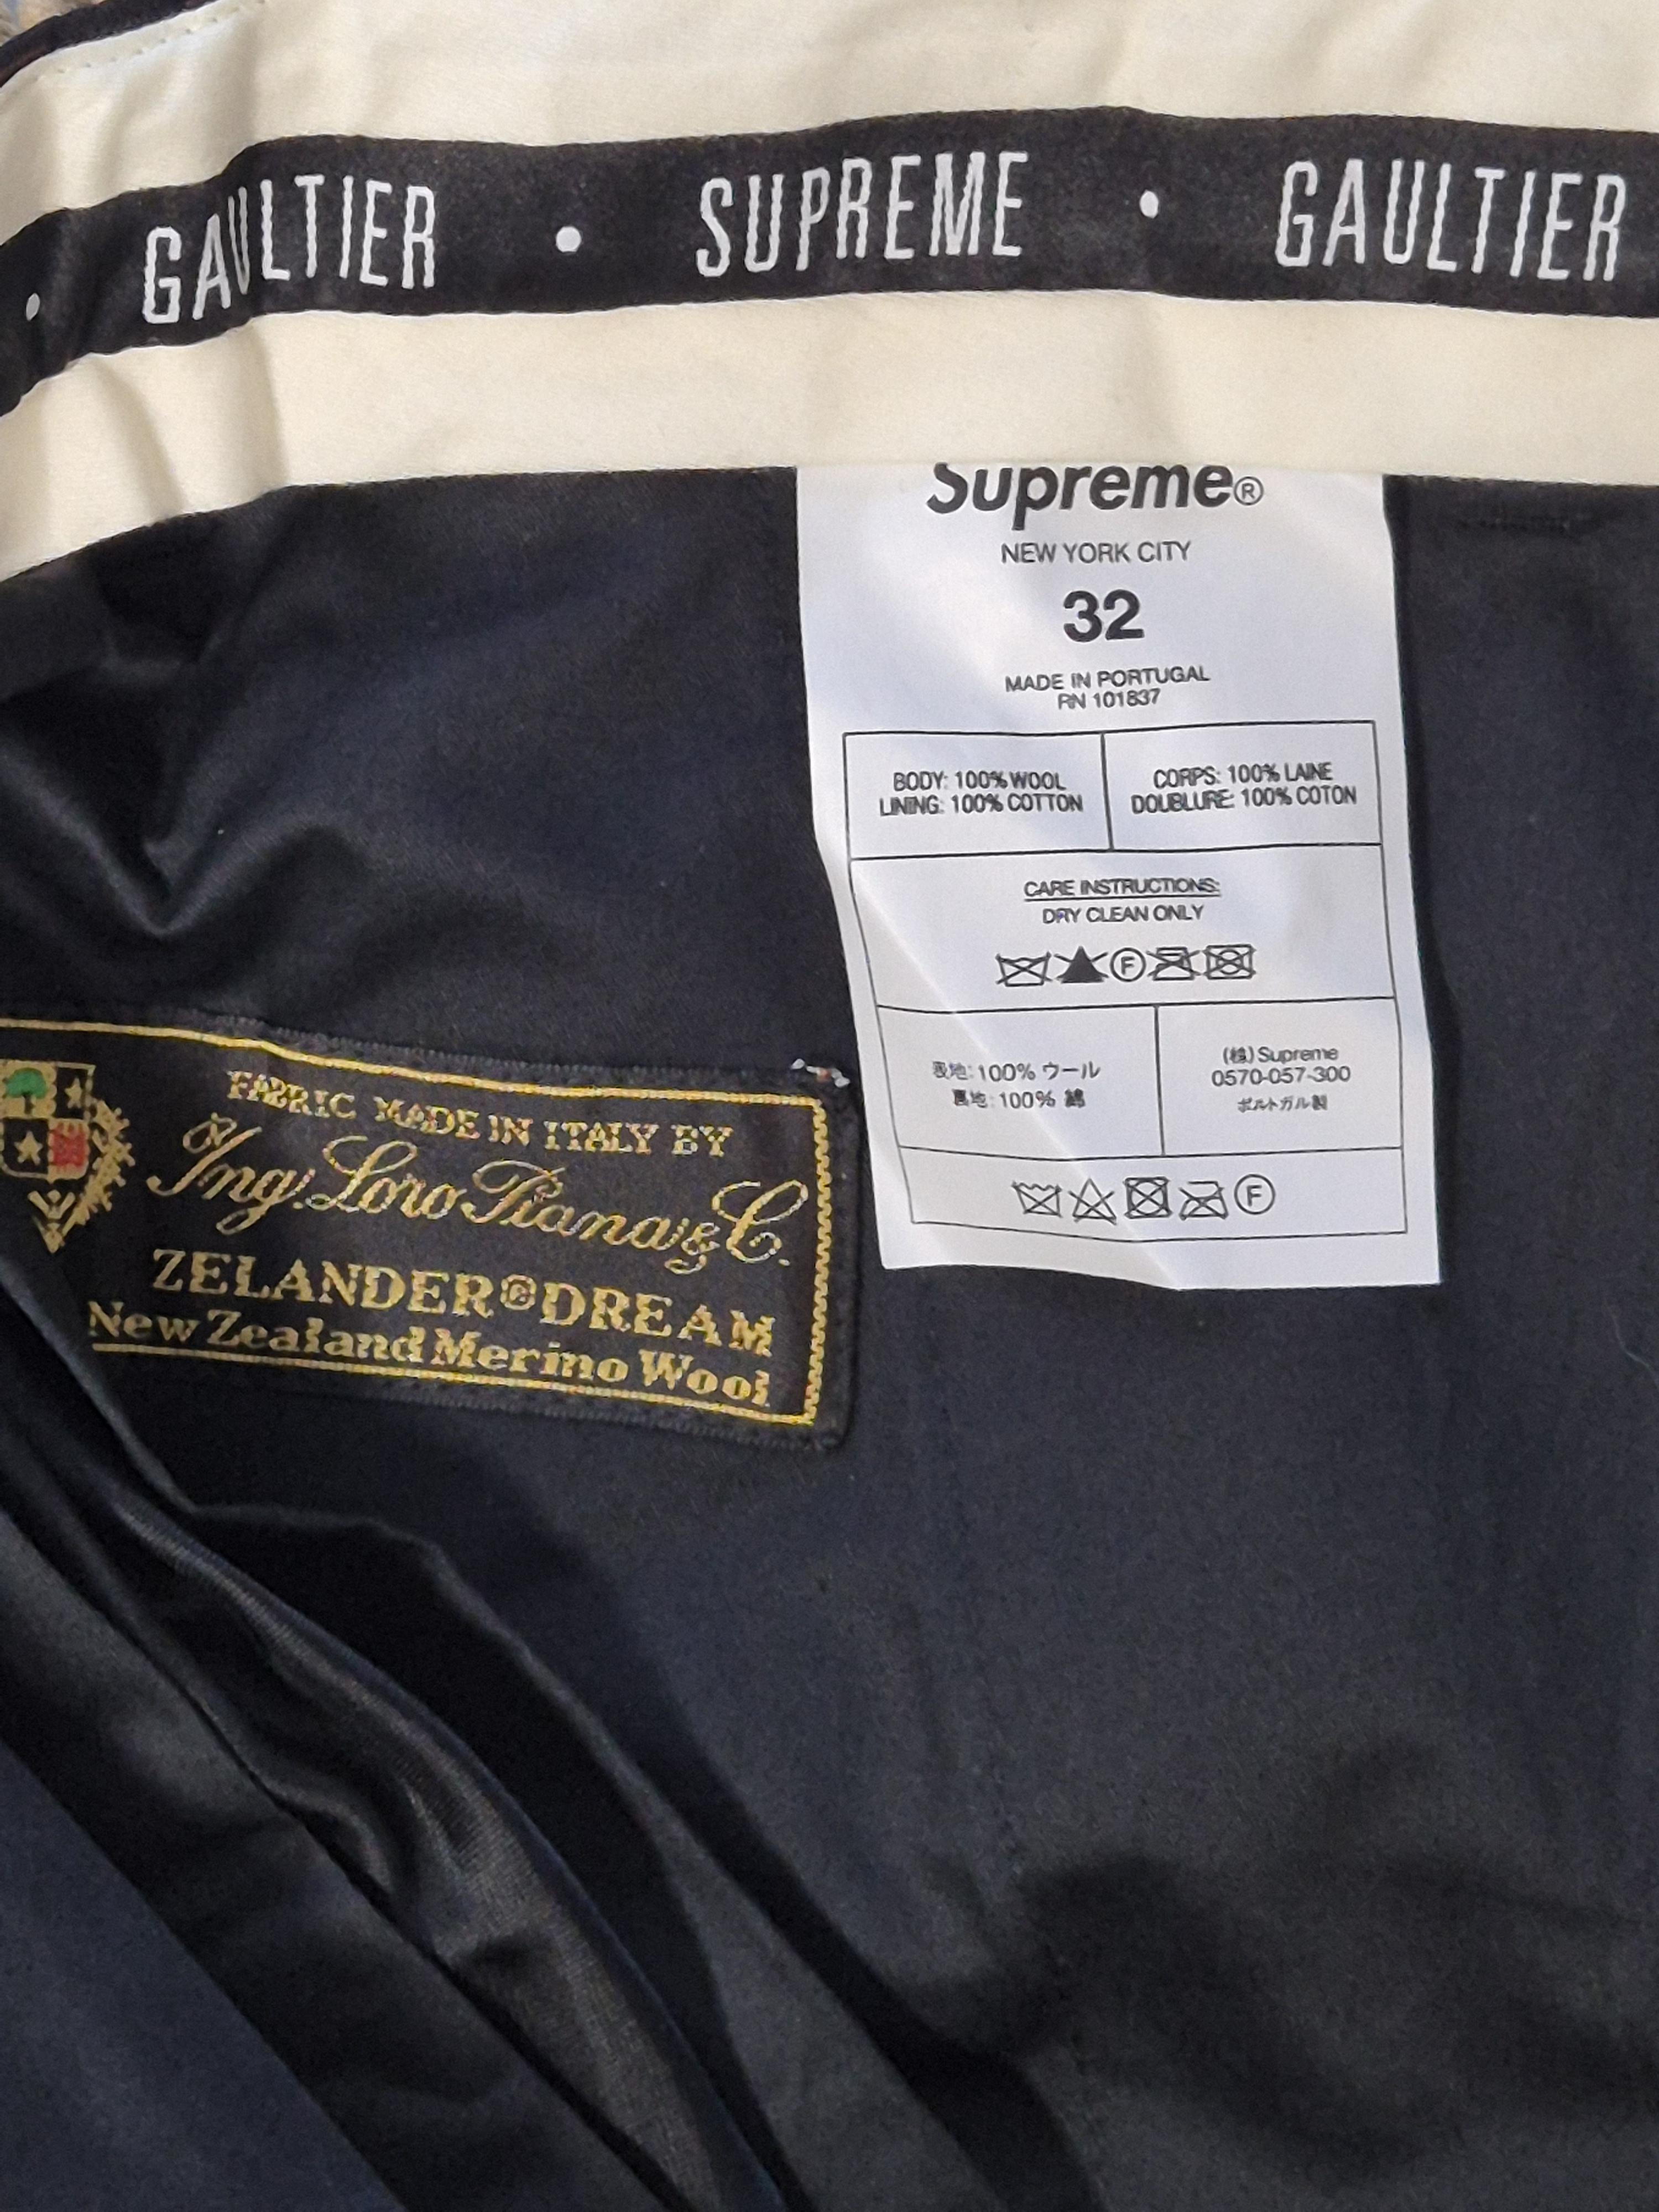 • GAULTIER • SUPREME • GAULTIER
Supreme®
NEW YORK CITY
32
MADE IN PORTUGAL
RN 101837
BODY: 100% WOOL
LINING: 100% COTTON
CORPS: 100% LAINE
DOUBLURE: 100% COTON
CARE INSTRUCTIONS:
DRY CLEAN ONLY
F
表地: 100% ウール
裏地: 100% 綿
(株) Supreme
0570-057-300
ポルトガル製
F
FABRIC MADE IN ITALY BY
Ing. Loro Piana & C.
ZELANDER® DREAM
New Zealand Merino Wool